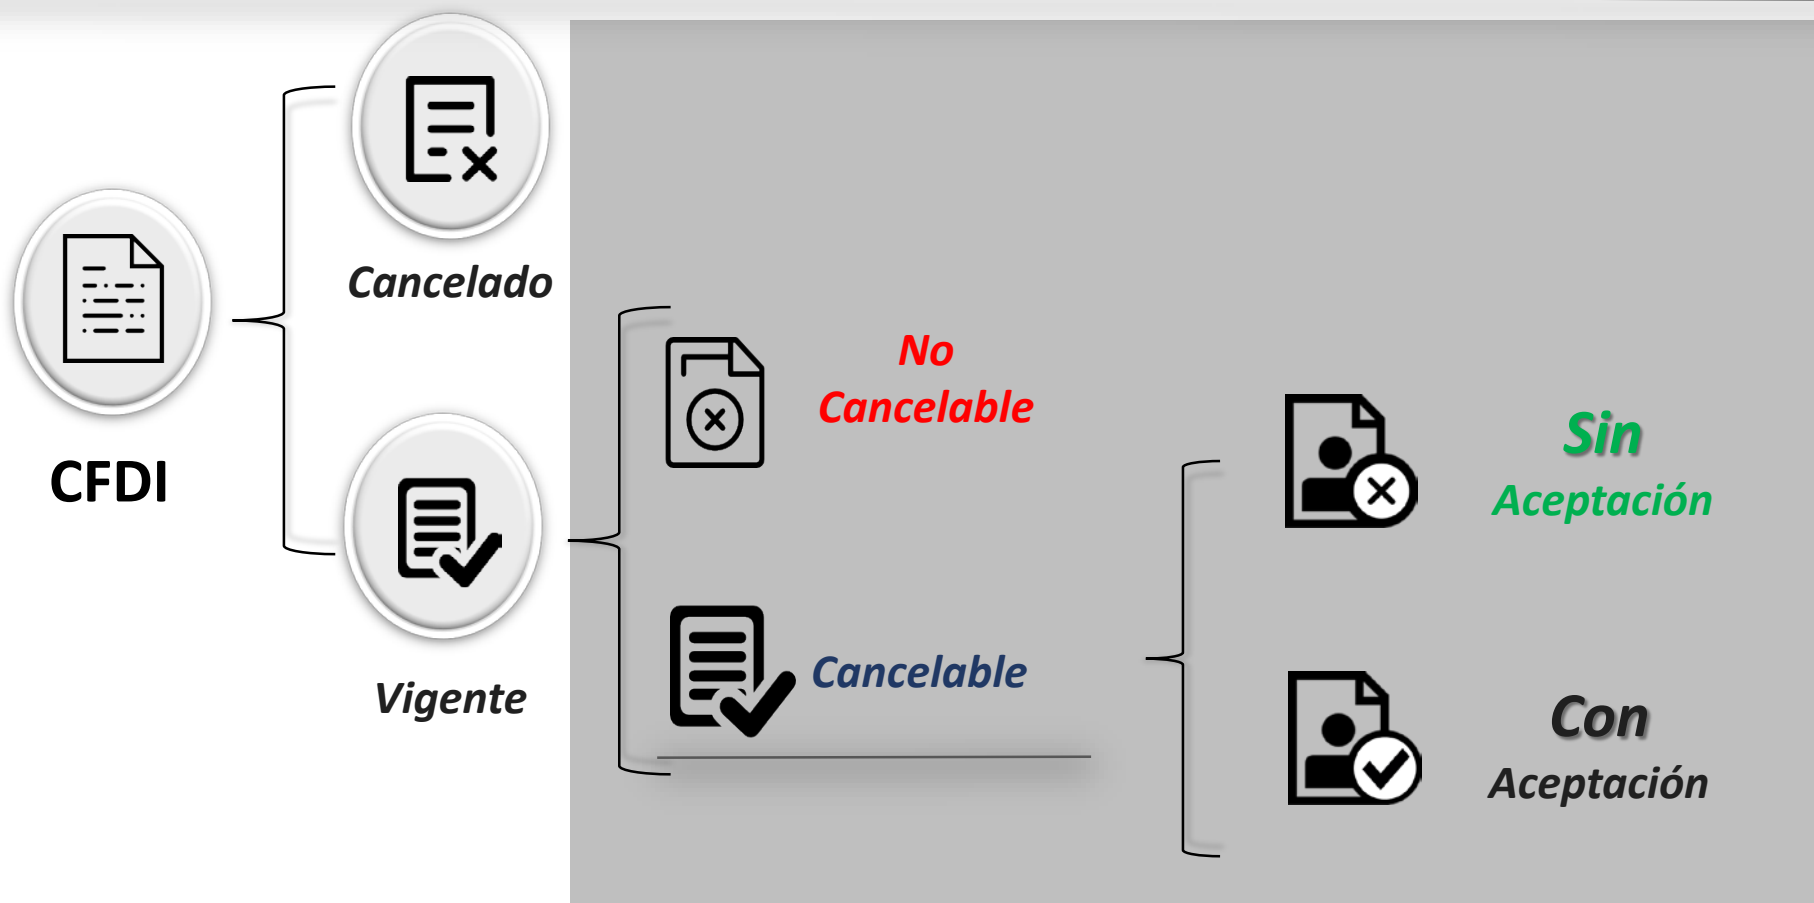 CFDI
Cancelado
Vigente
No
Cancelable
Cancelable
Sin
Aceptación
Con
Aceptación